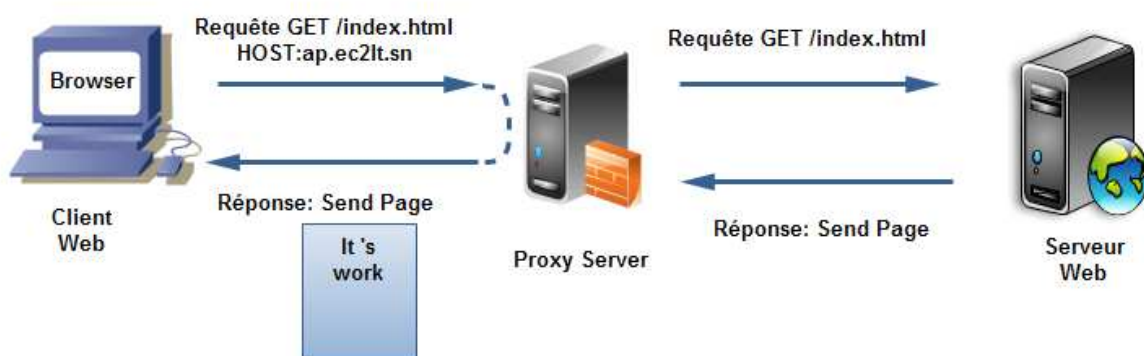 Requête GET /index.html
HOST:ap.ec2lt.sn
Requête GET /index.html
Browser
Réponse: Send Page
Réponse: Send Page
Client
Web
It 's
work
Proxy Server
Serveur
Web